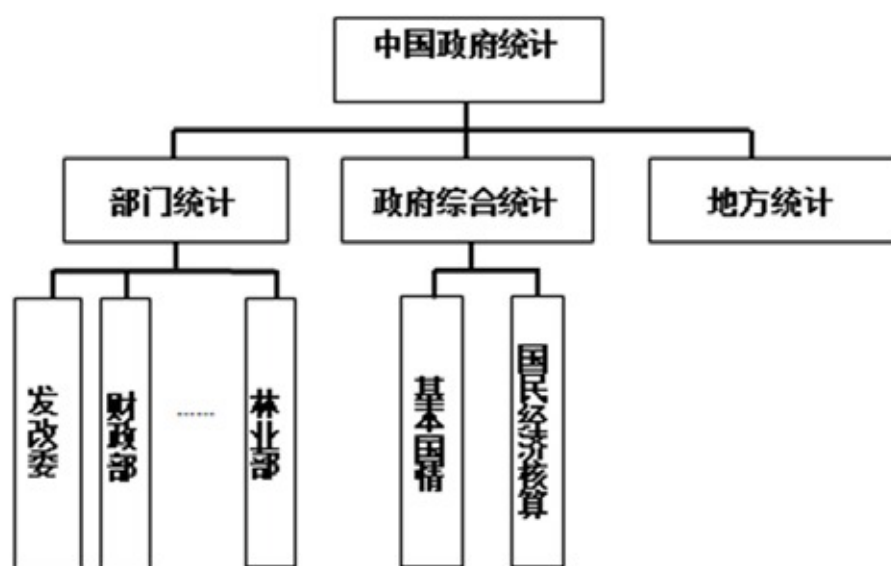 中国政府统计
部门统计
政府综合统计
地方统计
发改委
财政部
……
林业部
基本国情
国民经济核算